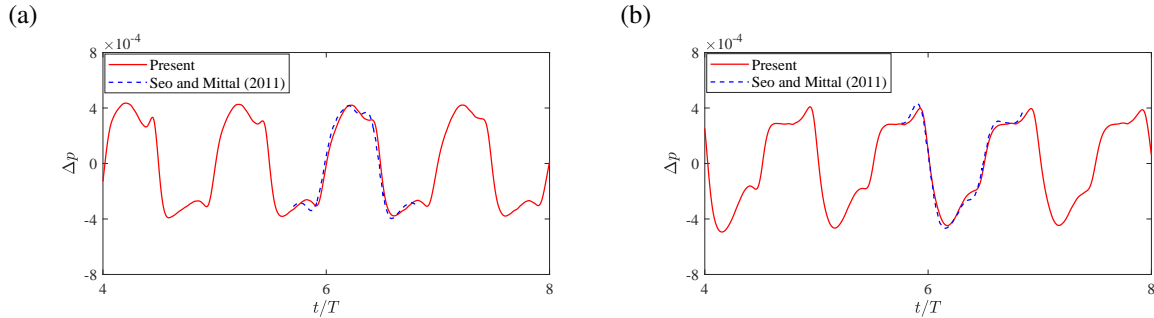 (a)
×10⁻⁴
8
4
0
-4
-8
Δp
Present
Seo and Mittal (2011)
4
6
8
t/T
(b)
×10⁻⁴
8
4
0
-4
-8
Δp
Present
Seo and Mittal (2011)
4
6
8
t/T